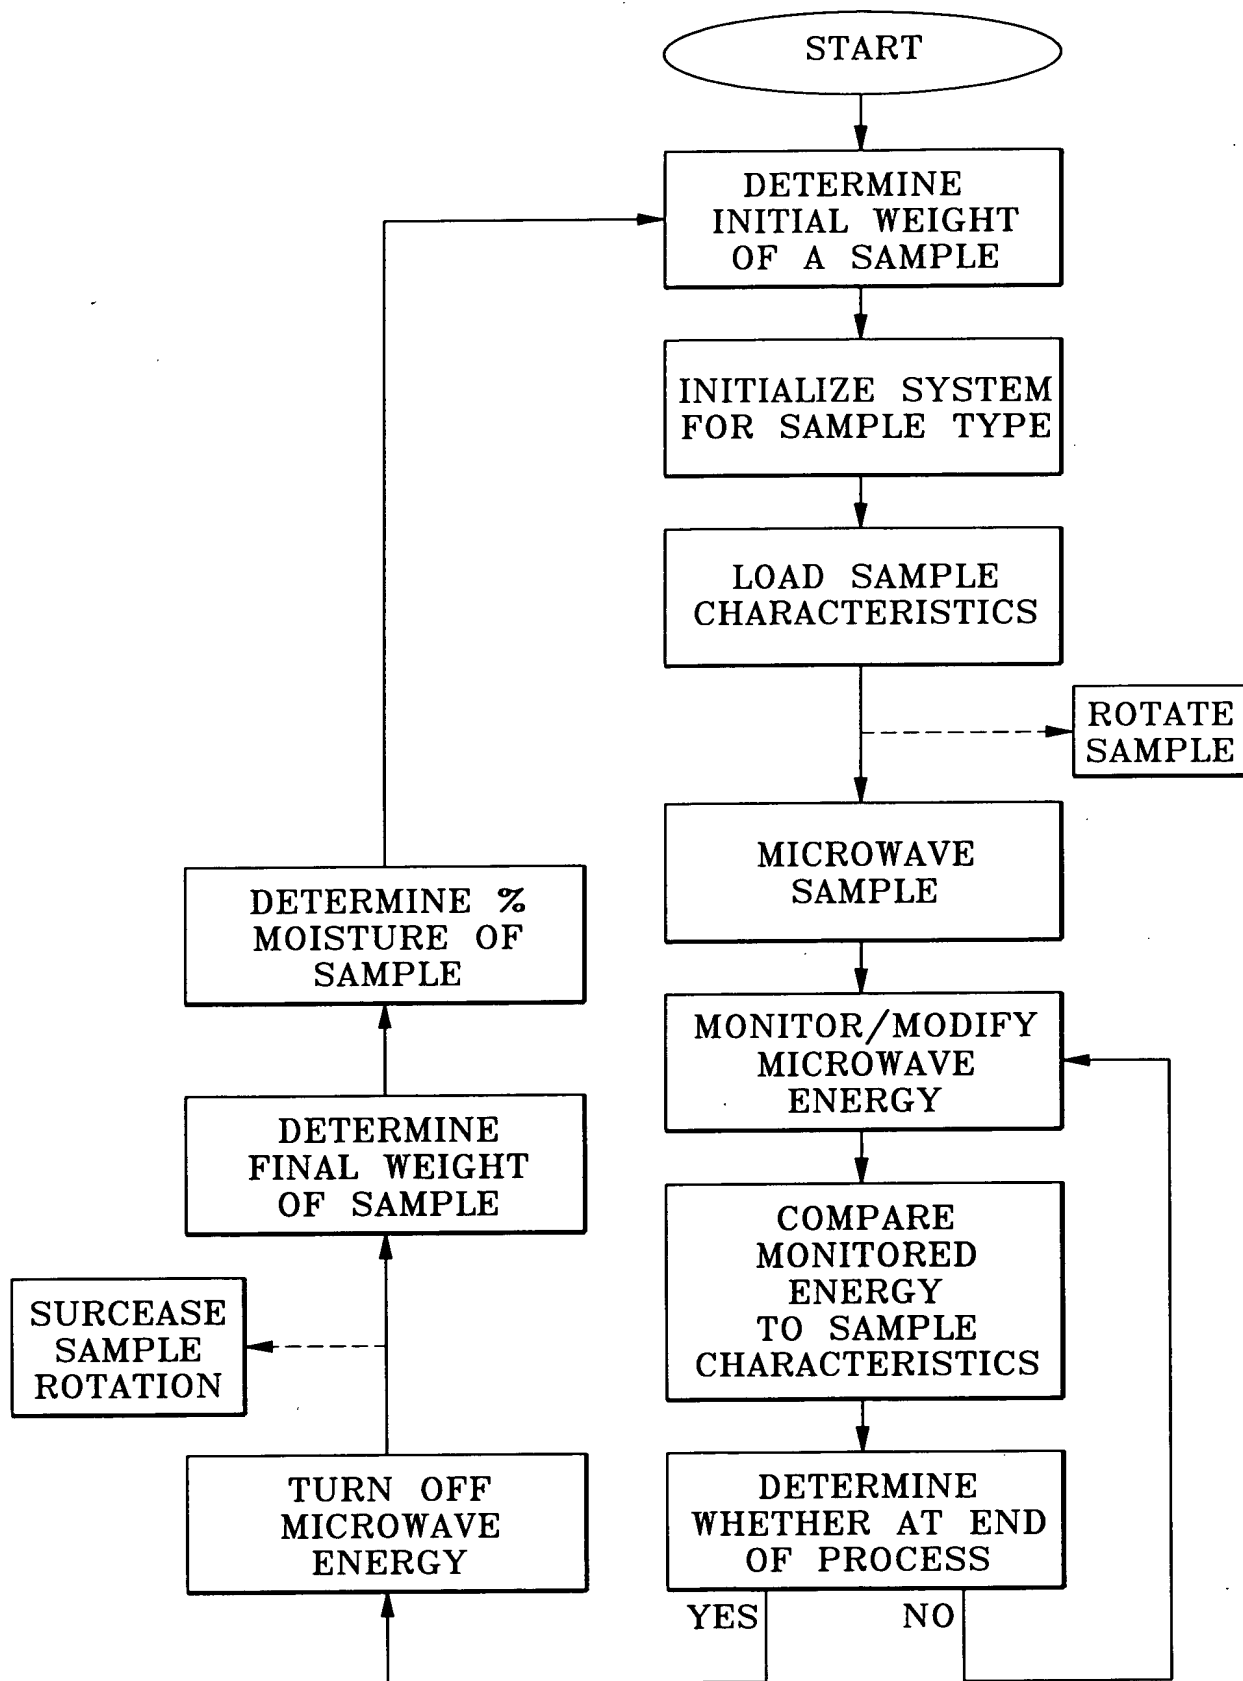 START
DETERMINE
INITIAL WEIGHT
OF A SAMPLE
INITIALIZE SYSTEM
FOR SAMPLE TYPE
LOAD SAMPLE
CHARACTERISTICS
ROTATE
SAMPLE
MICROWAVE
SAMPLE
MONITOR/MODIFY
MICROWAVE
ENERGY
COMPARE
MONITORED
ENERGY
TO SAMPLE
CHARACTERISTICS
DETERMINE
WHETHER AT END
OF PROCESS
YES
NO
TURN OFF
MICROWAVE
ENERGY
SURCEASE
SAMPLE
ROTATION
DETERMINE
FINAL WEIGHT
OF SAMPLE
DETERMINE %
MOISTURE OF
SAMPLE